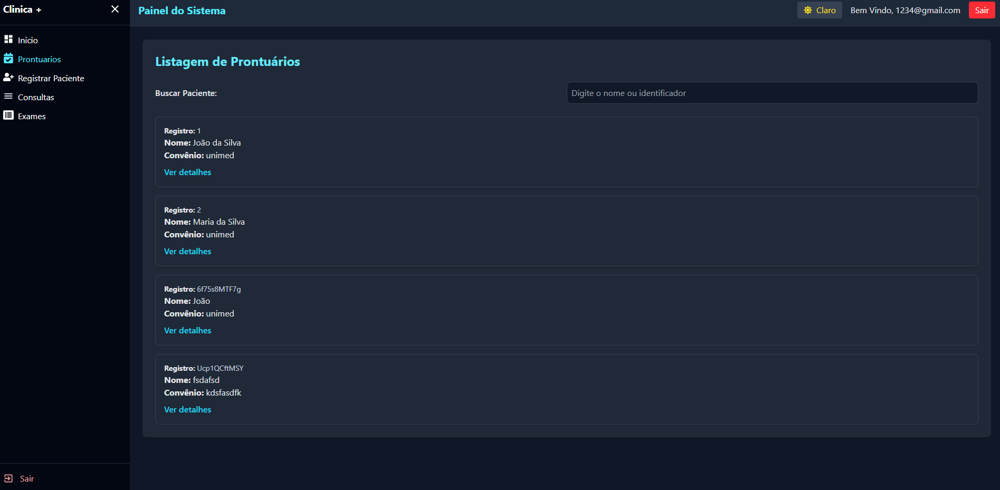 Clinica +
Inicio
Prontuarios
Registrar Paciente
Consultas
Exames
Sair
Painel do Sistema
Claro
Bem Vindo, 1234@gmail.com
Sair
Listagem de Prontuários
Buscar Paciente:
Digite o nome ou identificador
Registro: 1
Nome: João da Silva
Convênio: unimed
Ver detalhes
Registro: 2
Nome: Maria da Silva
Convênio: unimed
Ver detalhes
Registro: 6f75s8MTF7g
Nome: João
Convênio: unimed
Ver detalhes
Registro: Ucp1QCftMSY
Nome: fsdafsd
Convênio: kdsfasdfk
Ver detalhes